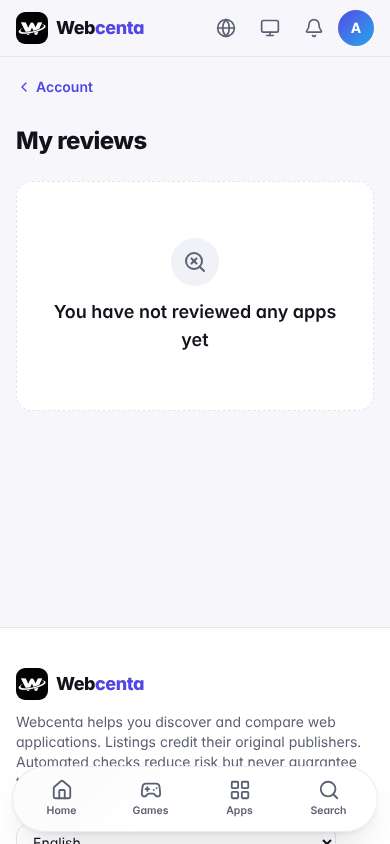 Webcenta
A
Account
My reviews
You have not reviewed any apps
yet
Webcenta
Webcenta helps you discover and compare web
applications. Listings credit their original publishers.
Automated checks reduce risk but never guarantee
Home
Games
Apps
Search
English